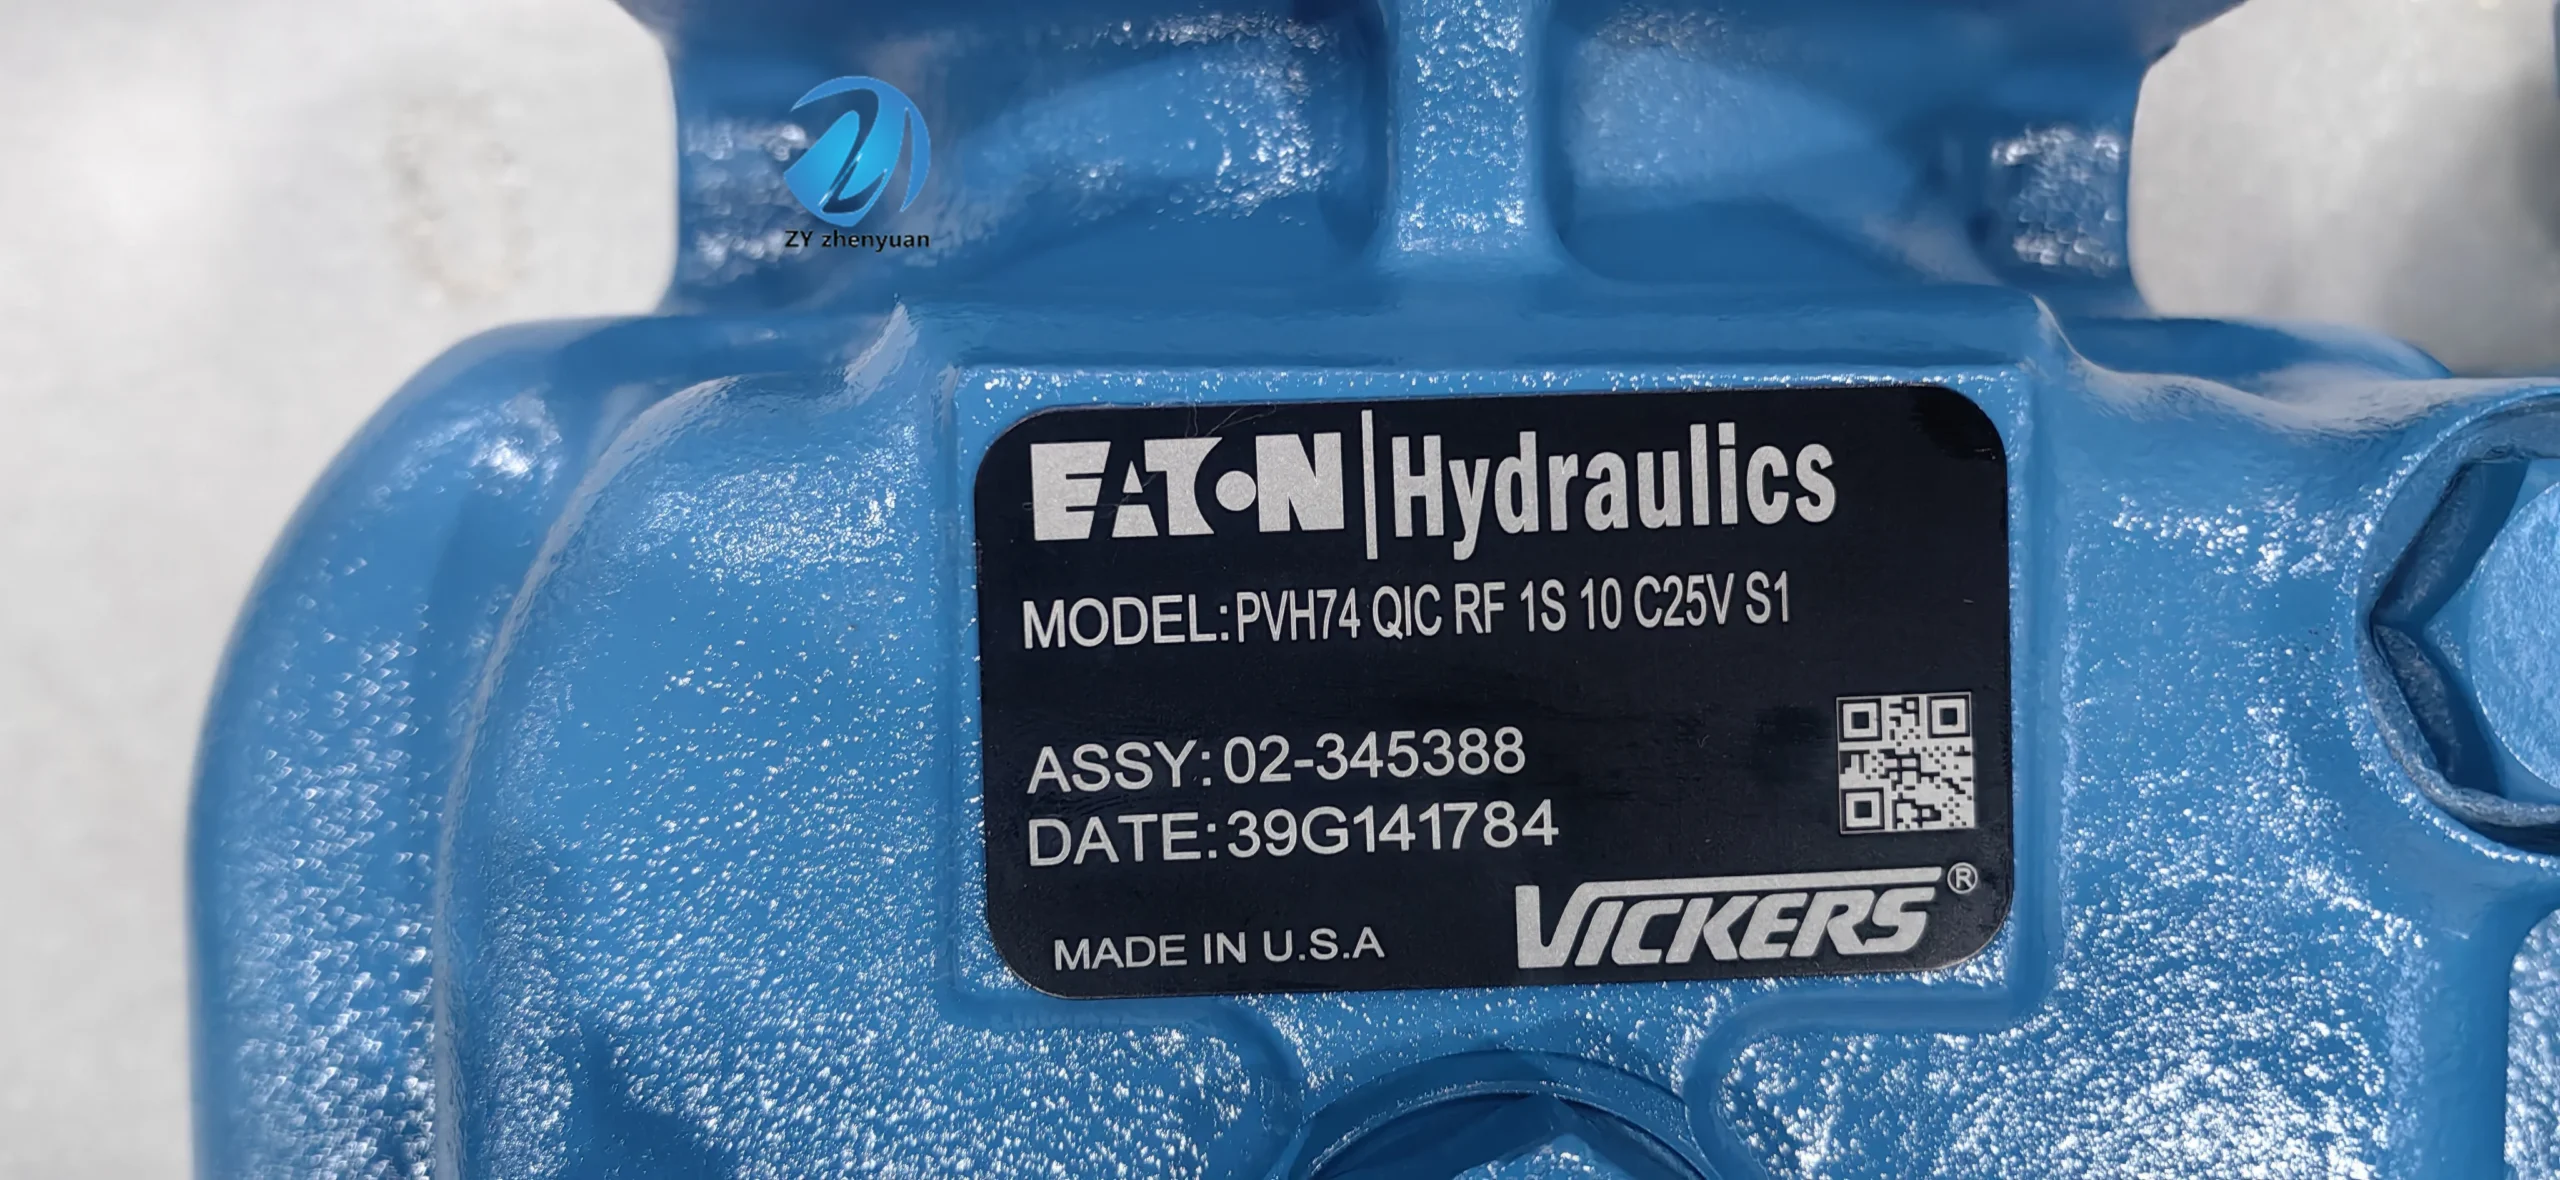 ZY zhenyuan
EATON | Hydraulics
MODEL: PVH74 QIC RF 1S 10 C25V S1
ASSY: 02-345388
DATE: 39G141784
MADE IN U.S.A
VICKERS®